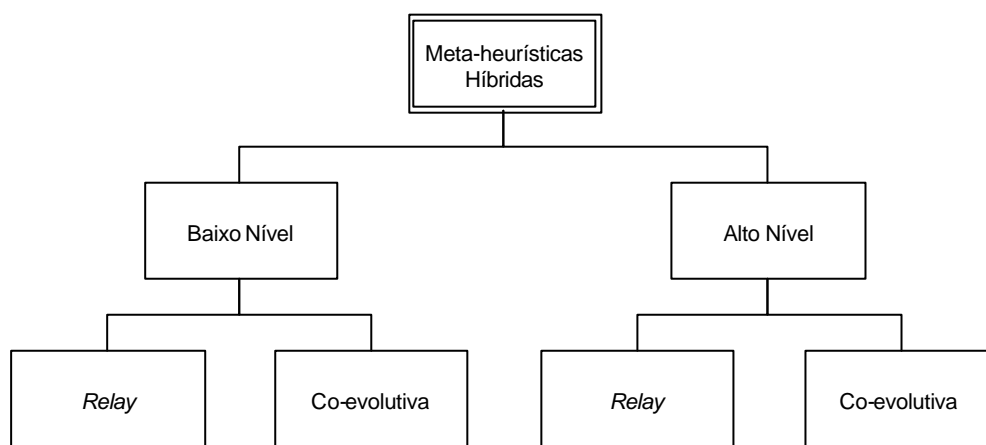 Meta-heurísticas
Híbridas
Baixo Nível
Alto Nível
Relay
Co-evolutiva
Relay
Co-evolutiva